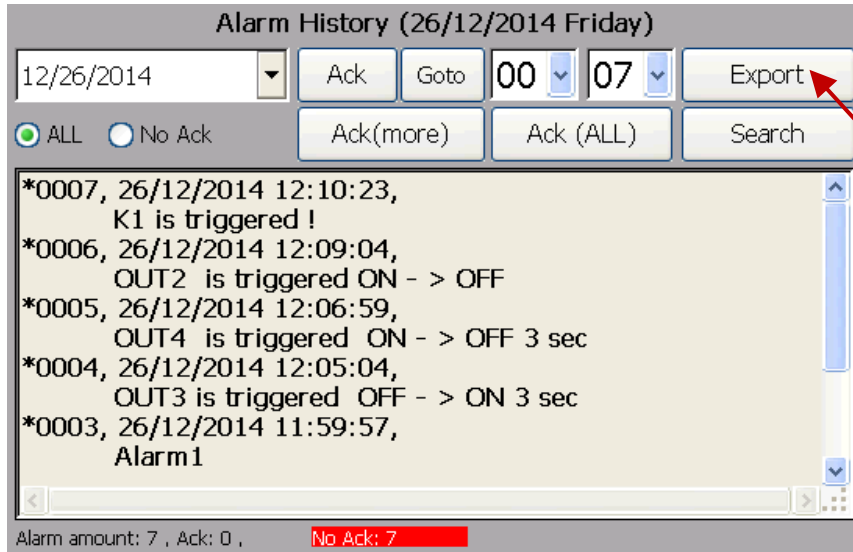 Alarm History (26/12/2014 Friday)
12/26/2014 Ack Goto 00 07 Export
ALL No Ack Ack(more) Ack (ALL) Search
*0007, 26/12/2014 12:10:23,
K1 is triggered !
*0006, 26/12/2014 12:09:04,
OUT2 is triggered ON - > OFF
*0005, 26/12/2014 12:06:59,
OUT4 is triggered ON - > OFF 3 sec
*0004, 26/12/2014 12:05:04,
OUT3 is triggered OFF - > ON 3 sec
*0003, 26/12/2014 11:59:57,
Alarm1
Alarm amount: 7 , Ack: 0 , No Ack: 7